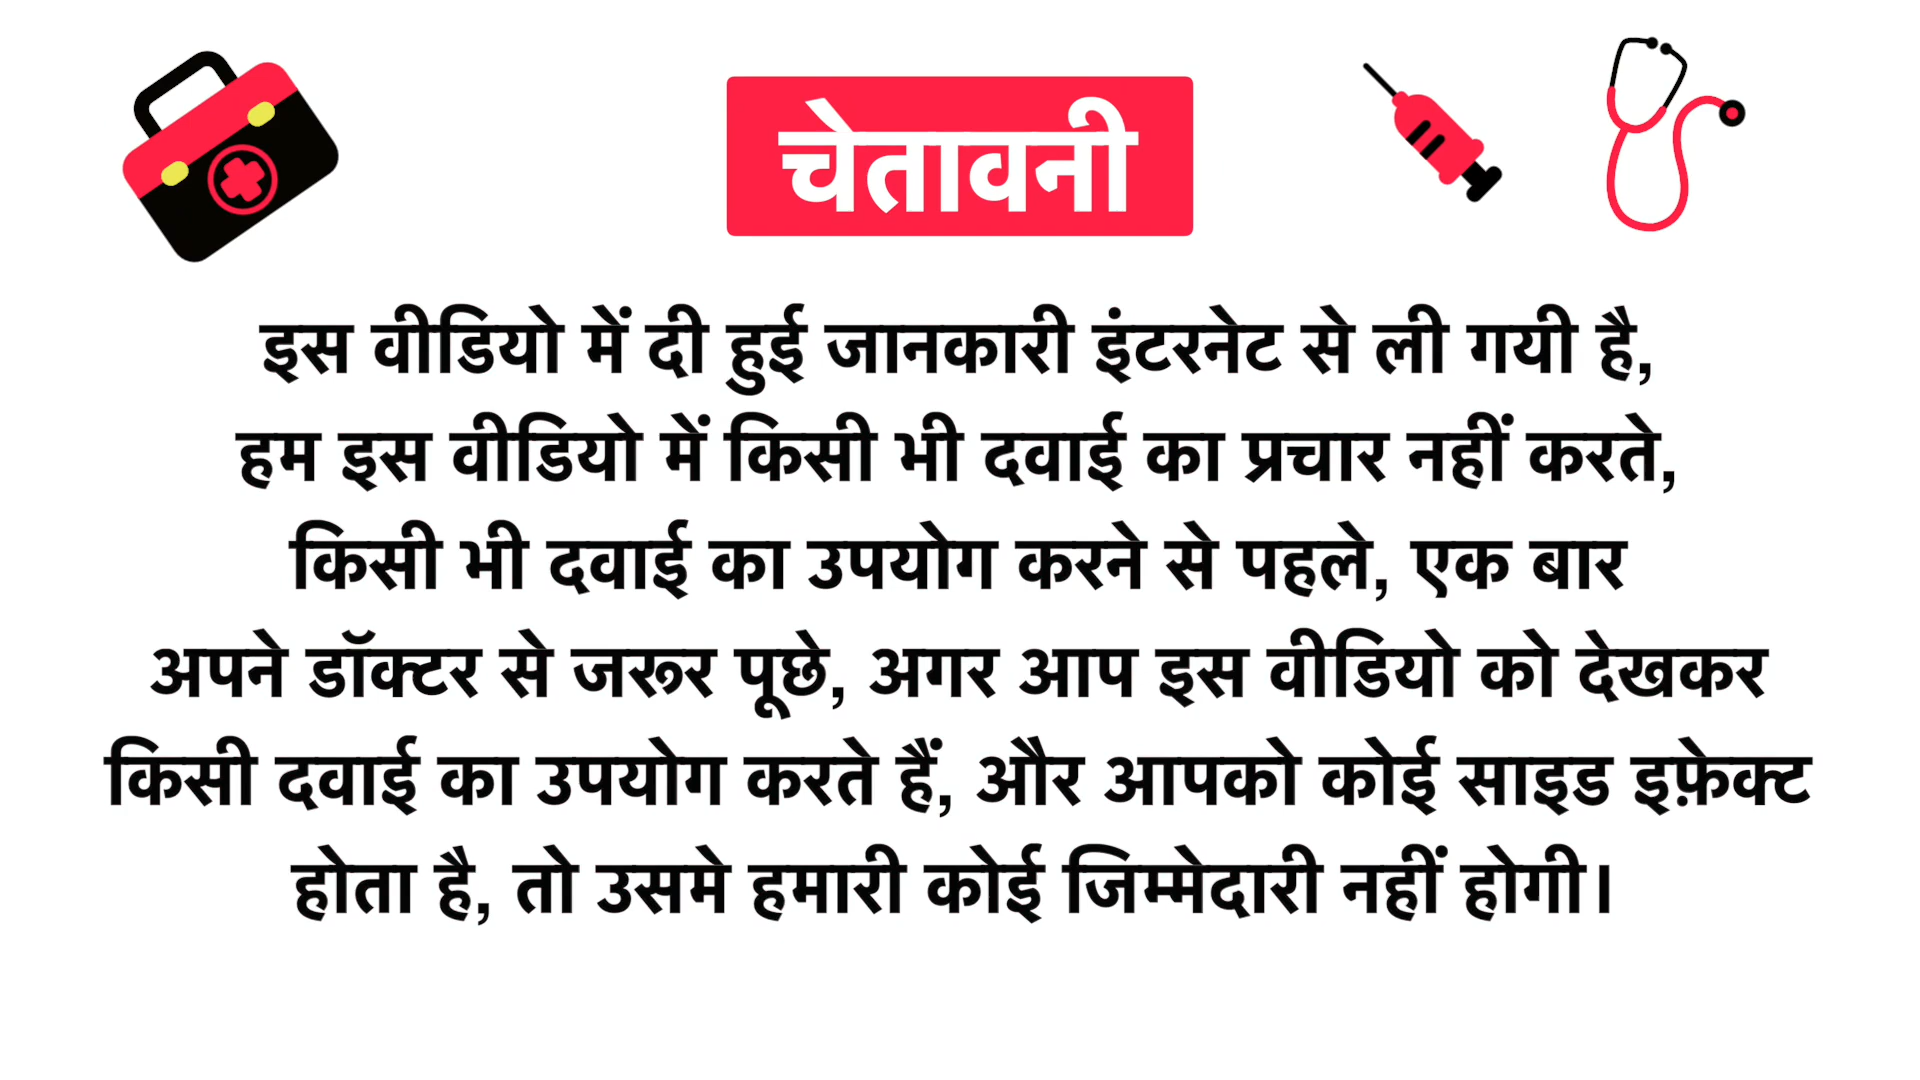 चेतावनी
इस वीडियो में दी हुई जानकारी इंटरनेट से ली गयी है,
हम इस वीडियो में किसी भी दवाई का प्रचार नहीं करते,
किसी भी दवाई का उपयोग करने से पहले, एक बार
अपने डॉक्टर से जरूर पूछे, अगर आप इस वीडियो को देखकर
किसी दवाई का उपयोग करते हैं, और आपको कोई साइड इफ़ेक्ट
होता है, तो उसमे हमारी कोई जिम्मेदारी नहीं होगी।